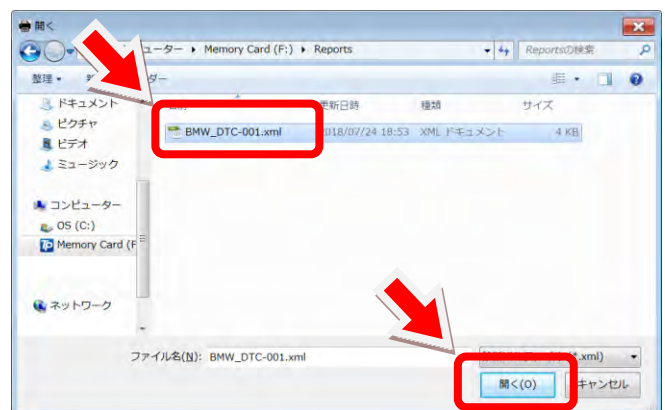 開く
ーター ▸ Memory Card (F:) ▸ Reports
Reportsの検索
整理 ダー
ドキュメント
更新日時 種類 サイズ
ピクチャ
BMW_DTC-001.xml 2018/07/24 18:53 XML ドキュメント 4 KB
ビデオ
ミュージック
コンピューター
OS (C:)
Memory Card (F
ネットワーク
ファイル名(N): BMW_DTC-001.xml
.xml)
開く(O) キャンセル